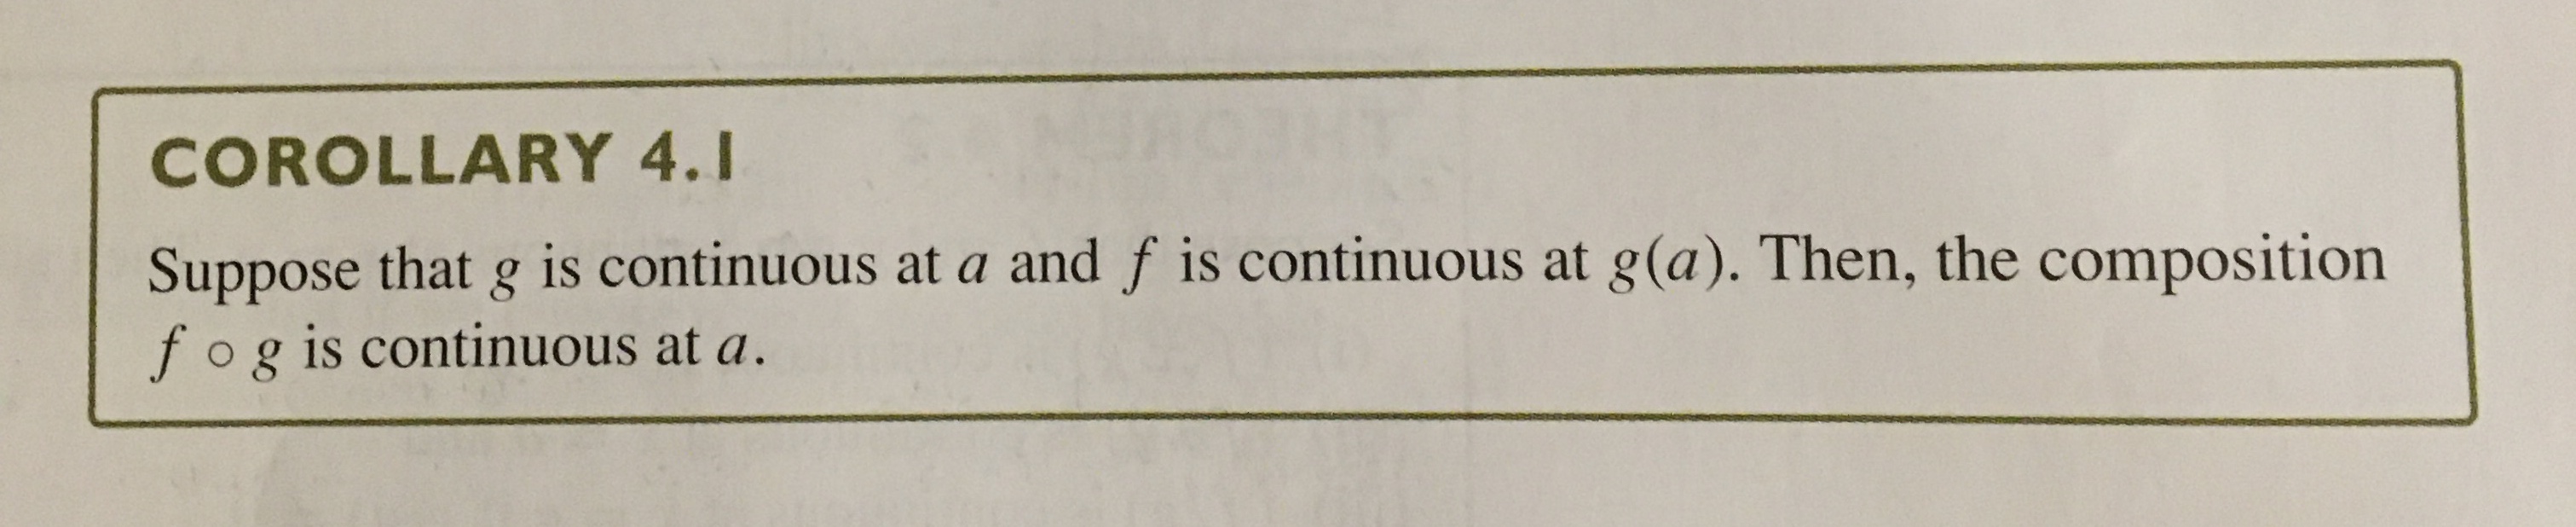 COROLLARY 4.1
Suppose that g is continuous at a and f is continuous at g(a). Then, the composition
f ∘ g is continuous at a.